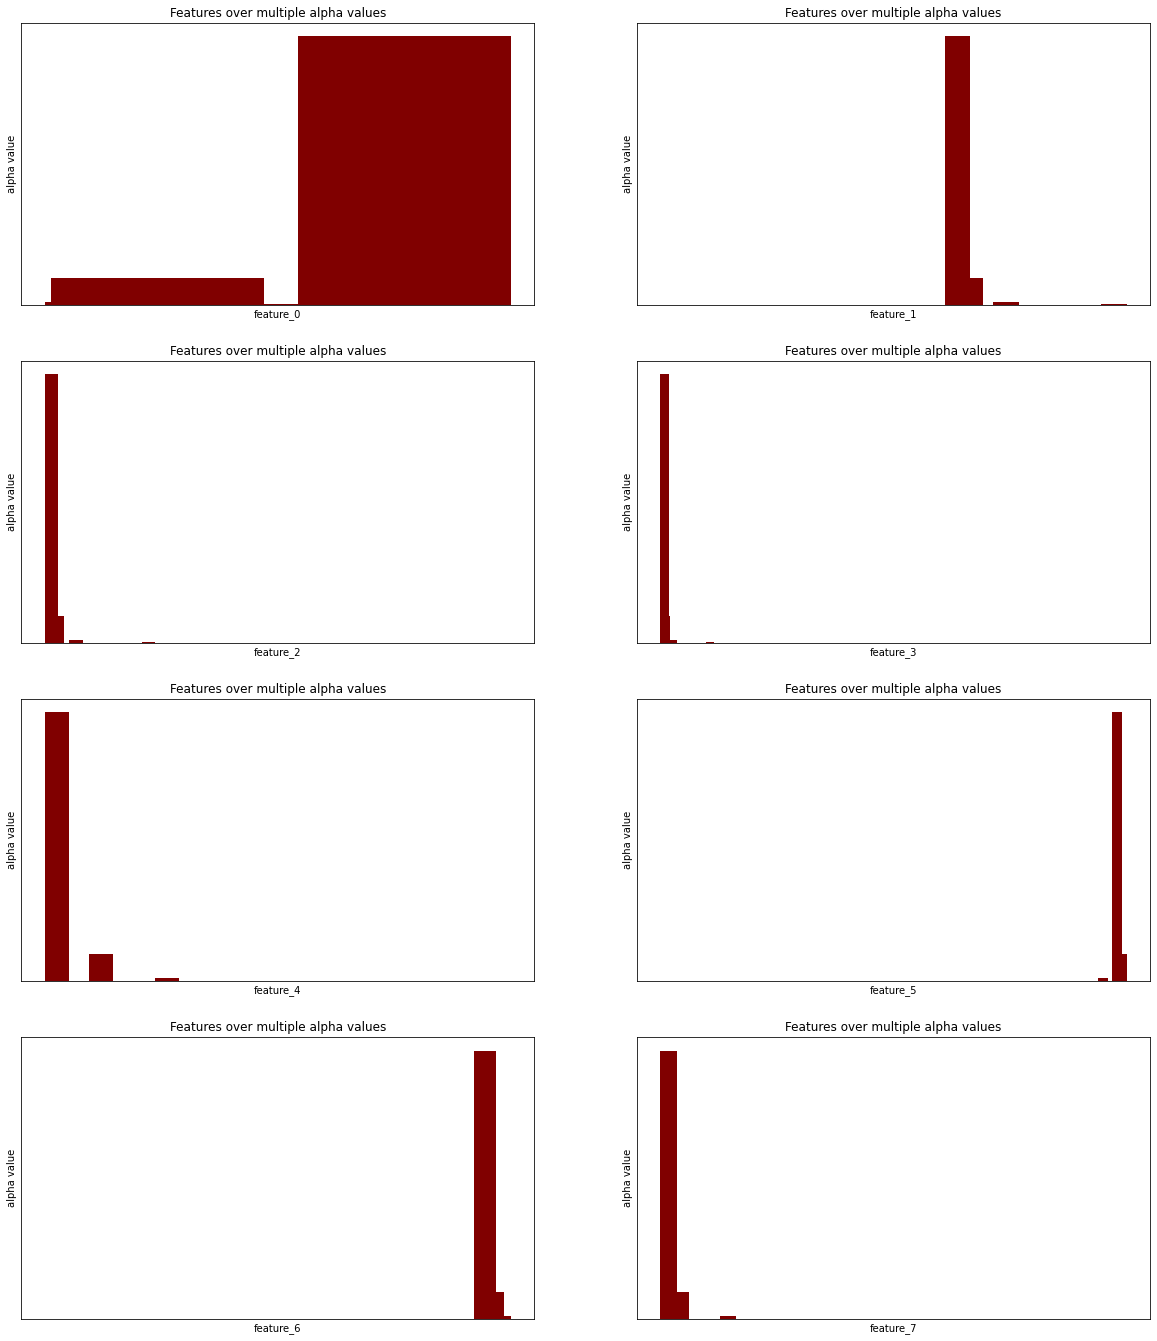 Features over multiple alpha values
Features over multiple alpha values
alpha value
alpha value
feature_0
feature_1
Features over multiple alpha values
Features over multiple alpha values
alpha value
alpha value
feature_2
feature_3
Features over multiple alpha values
Features over multiple alpha values
alpha value
alpha value
feature_4
feature_5
Features over multiple alpha values
Features over multiple alpha values
alpha value
alpha value
feature_6
feature_7